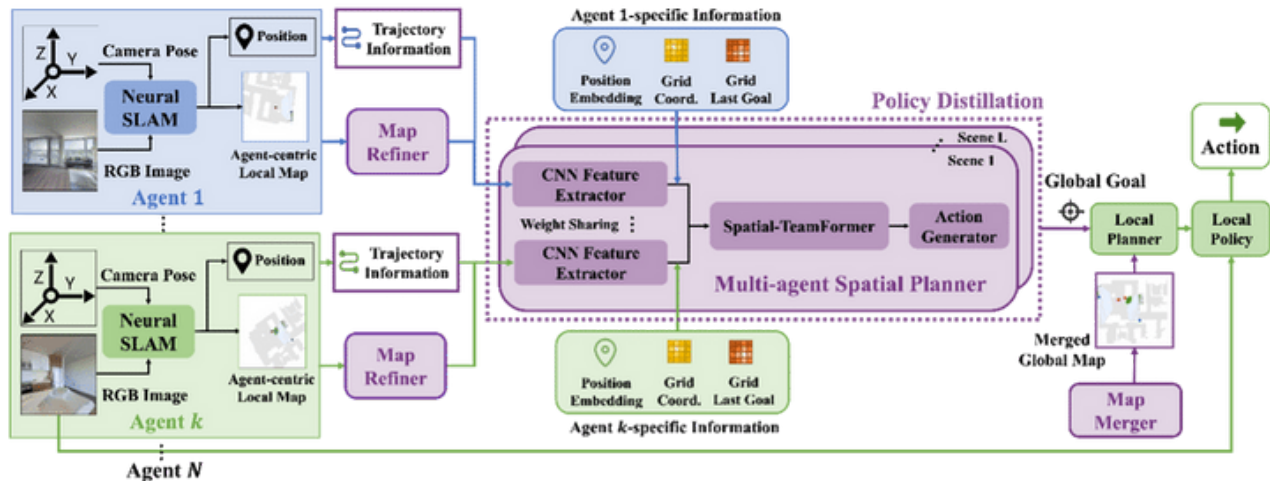 Z
Y
X
Camera Pose
Neural
SLAM
RGB Image
Position
Agent-centric
Local Map
Agent 1
Trajectory
Information
Map
Refiner
Agent 1-specific Information
Position
Embedding
Grid
Coord.
Grid
Last Goal
Z
Y
X
Camera Pose
Neural
SLAM
RGB Image
Position
Agent-centric
Local Map
Agent k
Agent N
Trajectory
Information
Map
Refiner
Policy Distillation
Scene L
Scene 1
CNN Feature
Extractor
Weight Sharing
CNN Feature
Extractor
Spatial-TeamFormer
Action
Generator
Multi-agent Spatial Planner
Position
Embedding
Grid
Coord.
Grid
Last Goal
Agent k-specific Information
Global Goal
Local
Planner
Local
Policy
Action
Merged
Global Map
Map
Merger